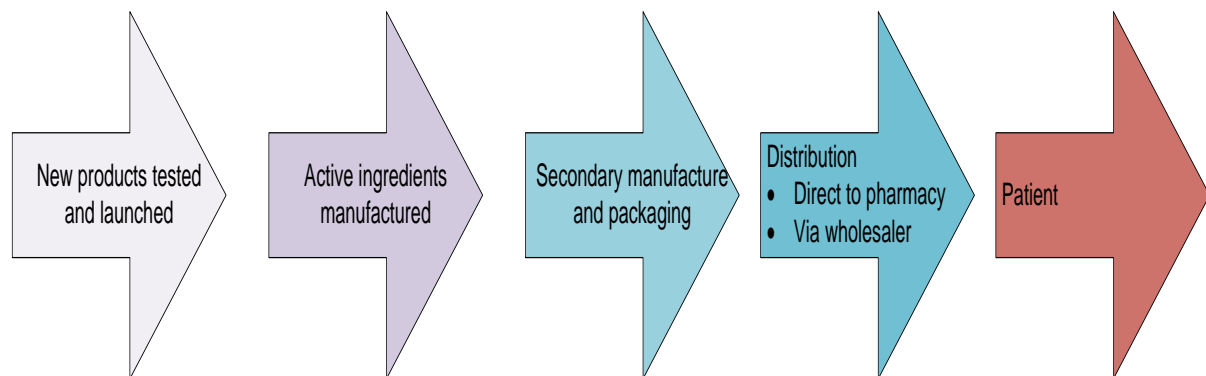 New products tested
and launched
Active ingredients
manufactured
Secondary manufacture
and packaging
Distribution
• Direct to pharmacy
• Via wholesaler
Patient